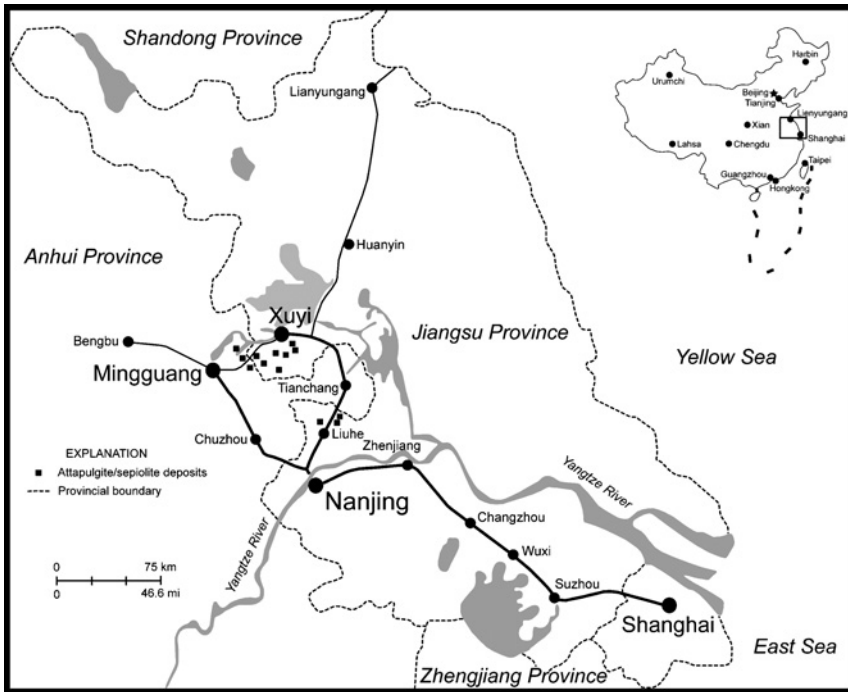 Shandong Province
Lianyungang
Anhui Province
Huanyin
Xuyi
Bengbu
Mingguang
Jiangsu Province
Yellow Sea
Tianchang
Chuzhou
Liuhe
Zhenjiang
EXPLANATION
Attapulgite/sepiolite deposits
Provincial boundary
Nanjing
Yangtze River
Yangtze River
Changzhou
Wuxi
Suzhou
Shanghai
0 75 km
0 46.6 mi
East Sea
Zhengjiang Province
Harbin
Urumchi
Beijing
Tianjing
Lienyungang
Xian
Shanghai
Lahsa
Chengdu
Taipei
Guangzhou
Hongkong